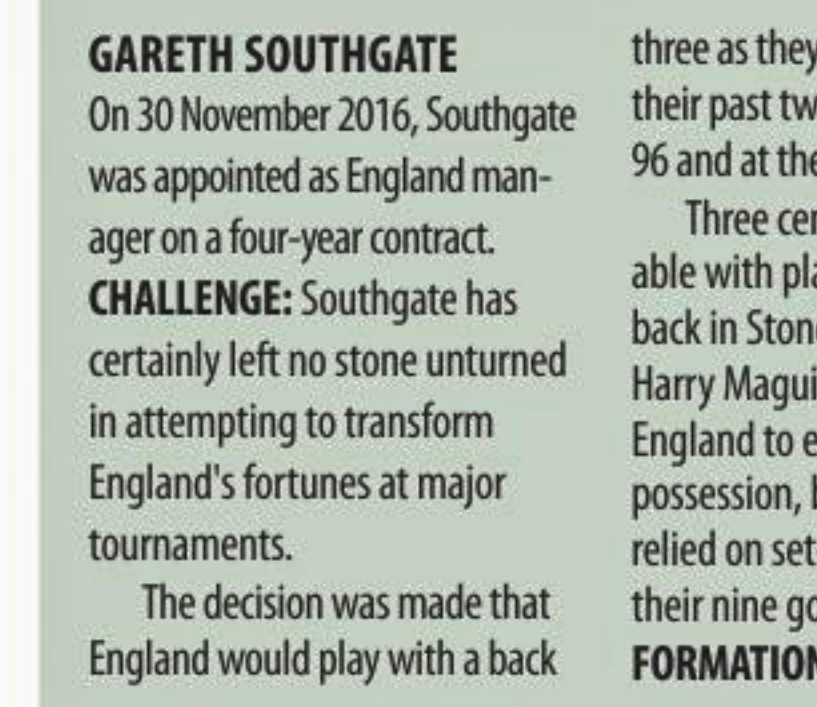 GARETH SOUTHGATE
On 30 November 2016, Southgate
was appointed as England man-
ager on a four-year contract.
CHALLENGE: Southgate has
certainly left no stone unturned
in attempting to transform
England's fortunes at major
tournaments.
The decision was made that
England would play with a back
three as they
their past
96 and at
Three
able with
back in
Harry
England to
possession,
relied on
their nine